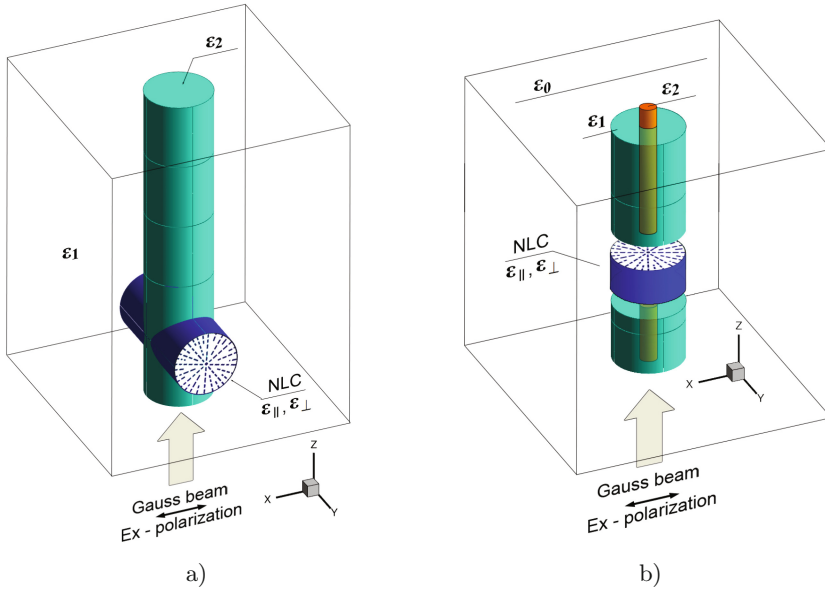 ε₂
ε₁
NLC
ε∥, ε⊥
Z
X
Y
Gauss beam
Ex - polarization
a)
ε₀
ε₂
ε₁
NLC
ε∥, ε⊥
Z
X
Y
Gauss beam
Ex - polarization
b)